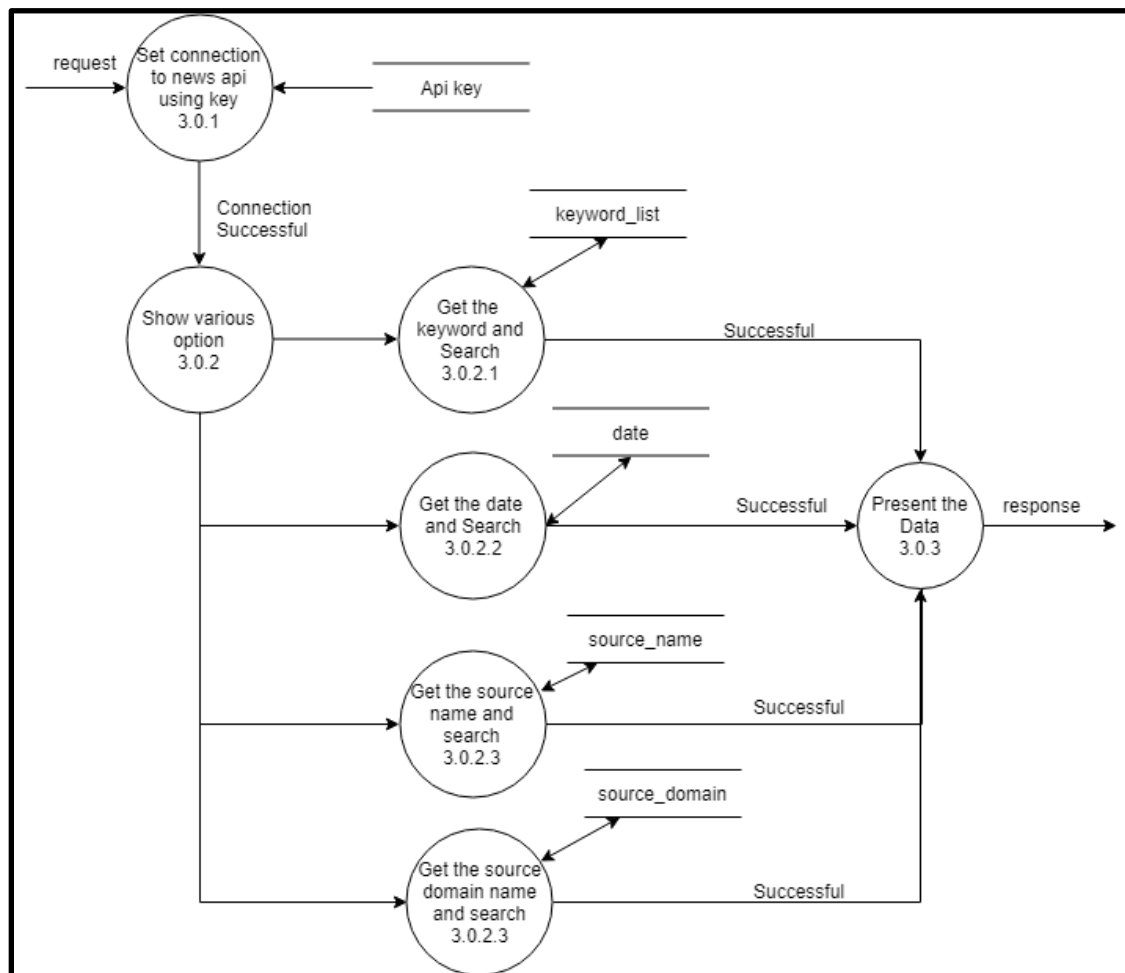 request
Set connection
to news api
using key
3.0.1
Api key
Connection
Successful
keyword_list
Show various
option
3.0.2
Get the
keyword and
Search
3.0.2.1
Successful
date
Get the date
and Search
3.0.2.2
Successful
Present the
Data
3.0.3
response
source_name
Get the source
name and
search
3.0.2.3
Successful
source_domain
Get the source
domain name
and search
3.0.2.3
Successful